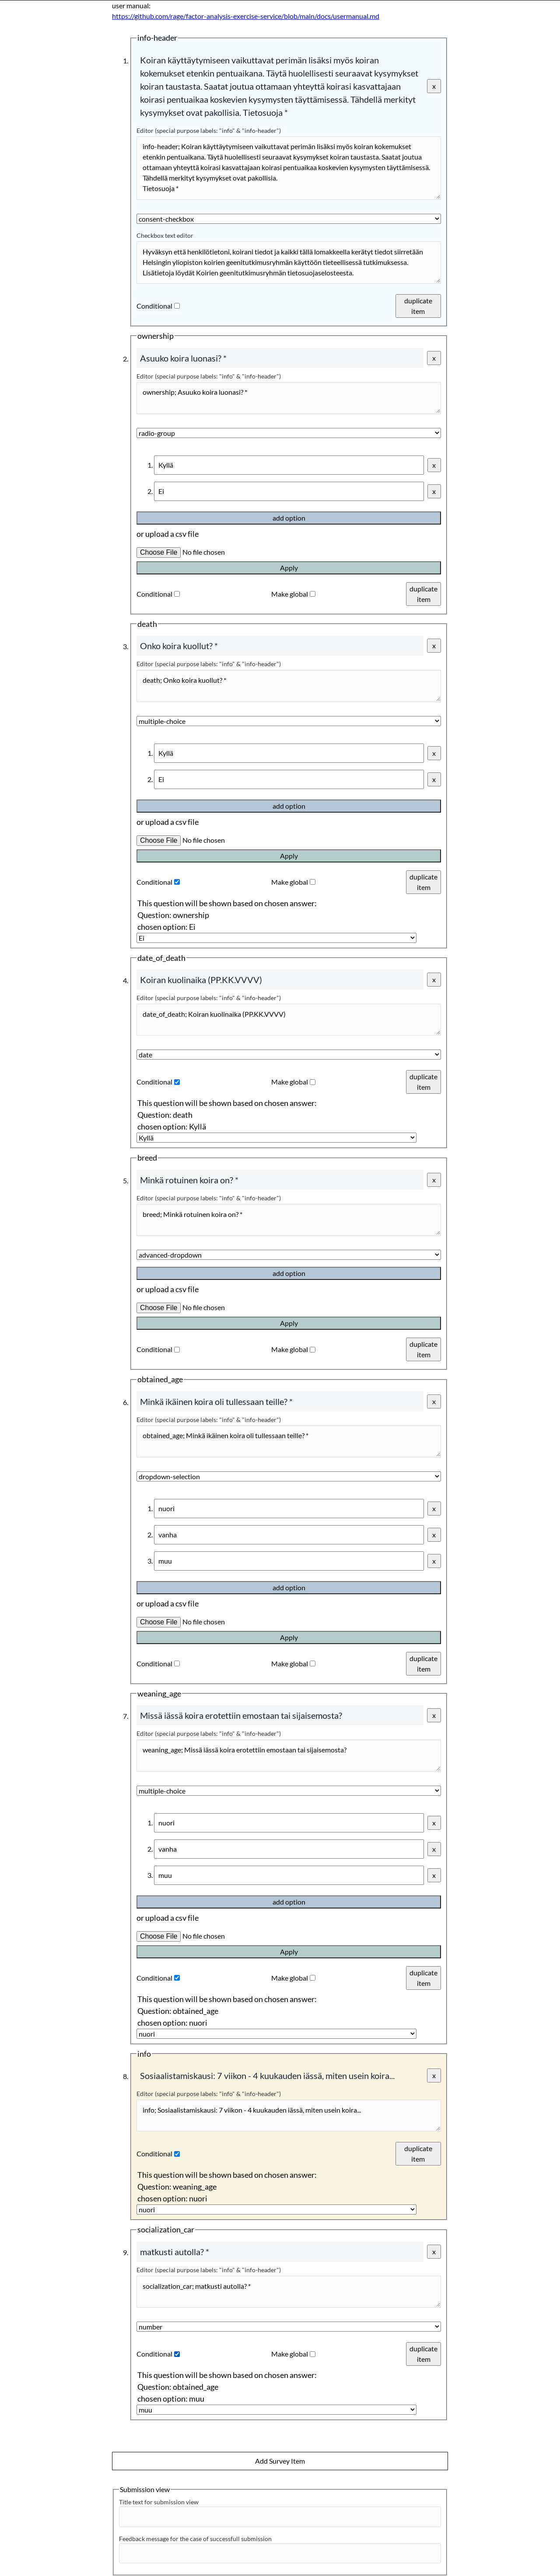 user manual:
https://github.com/rage/factor-analysis-exercise-service/blob/main/docs/usermanual.md
info-header
1.
Koiran käyttäytymiseen vaikuttavat perimän lisäksi myös koiran
kokemukset etenkin pentuaikana. Täytä huolellisesti seuraavat kysymykset
koiran taustasta. Saatat joutua ottamaan yhteyttä koirasi kasvattajaan
koirasi pentuaikaa koskevien kysymysten täyttämisessä. Tähdellä merkityt
kysymykset ovat pakollisia. Tietosuoja *
x
Editor (special purpose labels: "info" & "info-header")
info-header; Koiran käyttäytymiseen vaikuttavat perimän lisäksi myös koiran kokemukset
etenkin pentuaikana. Täytä huolellisesti seuraavat kysymykset koiran taustasta. Saatat joutua
ottamaan yhteyttä koirasi kasvattajaan koirasi pentuaikaa koskevien kysymysten täyttämisessä.
Tähdellä merkityt kysymykset ovat pakollisia.
Tietosuoja *
consent-checkbox
Checkbox text editor
Hyväksyn että henkilötietoni, koirani tiedot ja kaikki tällä lomakkeella kerätyt tiedot siirretään
Helsingin yliopiston koirien geenitutkimusryhmän käyttöön tieteellisessä tutkimuksessa.
Lisätietoja löydät Koirien geenitutkimusryhmän tietosuojaselosteesta.
Conditional
duplicate
item
ownership
2.
Asuuko koira luonasi? *
x
Editor (special purpose labels: "info" & "info-header")
ownership; Asuuko koira luonasi? *
radio-group
1. Kyllä x
2. Ei x
add option
or upload a csv file
Choose File No file chosen
Apply
Conditional Make global
duplicate
item
death
3.
Onko koira kuollut? *
x
Editor (special purpose labels: "info" & "info-header")
death; Onko koira kuollut? *
multiple-choice
1. Kyllä x
2. Ei x
add option
or upload a csv file
Choose File No file chosen
Apply
Conditional Make global
duplicate
item
This question will be shown based on chosen answer:
Question: ownership
chosen option: Ei
Ei
date_of_death
4.
Koiran kuolinaika (PP.KK.VVVV)
x
Editor (special purpose labels: "info" & "info-header")
date_of_death; Koiran kuolinaika (PP.KK.VVVV)
date
Conditional Make global
duplicate
item
This question will be shown based on chosen answer:
Question: death
chosen option: Kyllä
Kyllä
breed
5.
Minkä rotuinen koira on? *
x
Editor (special purpose labels: "info" & "info-header")
breed; Minkä rotuinen koira on? *
advanced-dropdown
add option
or upload a csv file
Choose File No file chosen
Apply
Conditional Make global
duplicate
item
obtained_age
6.
Minkä ikäinen koira oli tullessaan teille? *
x
Editor (special purpose labels: "info" & "info-header")
obtained_age; Minkä ikäinen koira oli tullessaan teille? *
dropdown-selection
1. nuori x
2. vanha x
3. muu x
add option
or upload a csv file
Choose File No file chosen
Apply
Conditional Make global
duplicate
item
weaning_age
7.
Missä iässä koira erotettiin emostaan tai sijaisemosta?
x
Editor (special purpose labels: "info" & "info-header")
weaning_age; Missä iässä koira erotettiin emostaan tai sijaisemosta?
multiple-choice
1. nuori x
2. vanha x
3. muu x
add option
or upload a csv file
Choose File No file chosen
Apply
Conditional Make global
duplicate
item
This question will be shown based on chosen answer:
Question: obtained_age
chosen option: nuori
nuori
info
8.
Sosiaalistamiskausi: 7 viikon - 4 kuukauden iässä, miten usein koira...
x
Editor (special purpose labels: "info" & "info-header")
info; Sosiaalistamiskausi: 7 viikon - 4 kuukauden iässä, miten usein koira...
Conditional
duplicate
item
This question will be shown based on chosen answer:
Question: weaning_age
chosen option: nuori
nuori
socialization_car
9.
matkusti autolla? *
x
Editor (special purpose labels: "info" & "info-header")
socialization_car; matkusti autolla? *
number
Conditional Make global
duplicate
item
This question will be shown based on chosen answer:
Question: obtained_age
chosen option: muu
muu
Add Survey Item
Submission view
Title text for submission view
Feedback message for the case of successfull submission